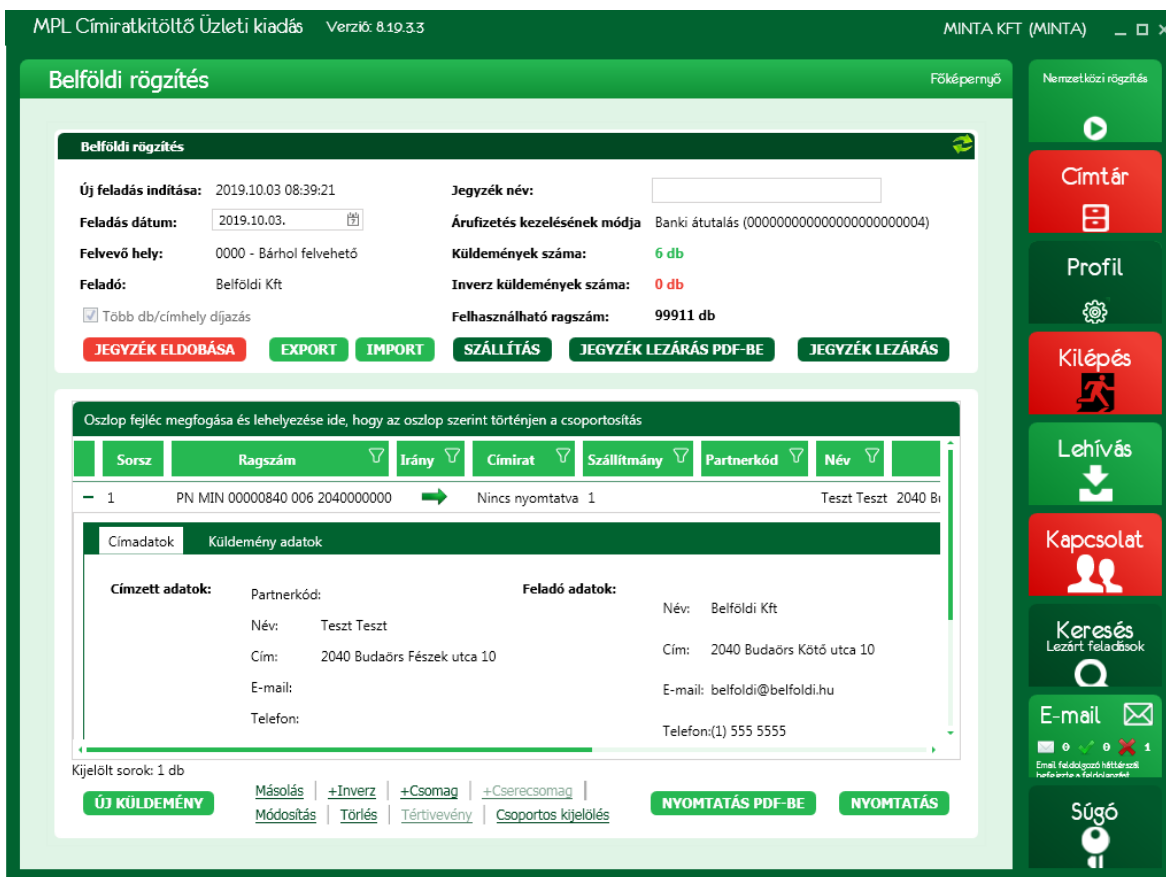 MPL Címiratkitöltő Üzleti kiadás Verzió: 8.19.3.3 MINTA KFT (MINTA)
Belföldi rögzítés Főképernyő
Belföldi rögzítés
Új feladás indítása: 2019.10.03 08:39:21 Jegyzék név:
Feladás dátum: 2019.10.03. Árufizetés kezelésének módja Banki átutalás (000000000000000000000004)
Felvevő hely: 0000 - Bárhol felvehető Küldemények száma: 6 db
Feladó: Belföldi Kft Inverz küldemények száma: 0 db
Több db/címhely díjazás Felhasználható ragszám: 99911 db
JEGYZÉK ELDOBÁSA EXPORT IMPORT SZÁLLÍTÁS JEGYZÉK LEZÁRÁS PDF-BE JEGYZÉK LEZÁRÁS
Oszlop fejléc megfogása és lehelyezése ide, hogy az oszlop szerint történjen a csoportosítás
Sorsz Ragszám Irány Címirat Szállítmány Partnerkód Név
1 PN MIN 00000840 006 2040000000 Nincs nyomtatva 1 Teszt Teszt 2040 Bu
Címadatok Küldemény adatok
Címzett adatok: Feladó adatok:
Partnerkód:
Név: Teszt Teszt Név: Belföldi Kft
Cím: 2040 Budaörs Fészek utca 10 Cím: 2040 Budaörs Kötő utca 10
E-mail: E-mail: belfoldi@belfoldi.hu
Telefon: Telefon:(1) 555 5555
Kijelölt sorok: 1 db
ÚJ KÜLDEMÉNY Másolás +Inverz +Csomag +Cserecsomag
Módosítás Törlés Tértivevény Csoportos kijelölés
NYOMTATÁS PDF-BE NYOMTATÁS
Nemzetközi rögzítés
Címtár
Profil
Kilépés
Lehívás
Kapcsolat
Keresés
Lezárt feladások
E-mail
0 0 1
Email feldolgozó háttérszál
befejezte a feldolgozást
Súgó